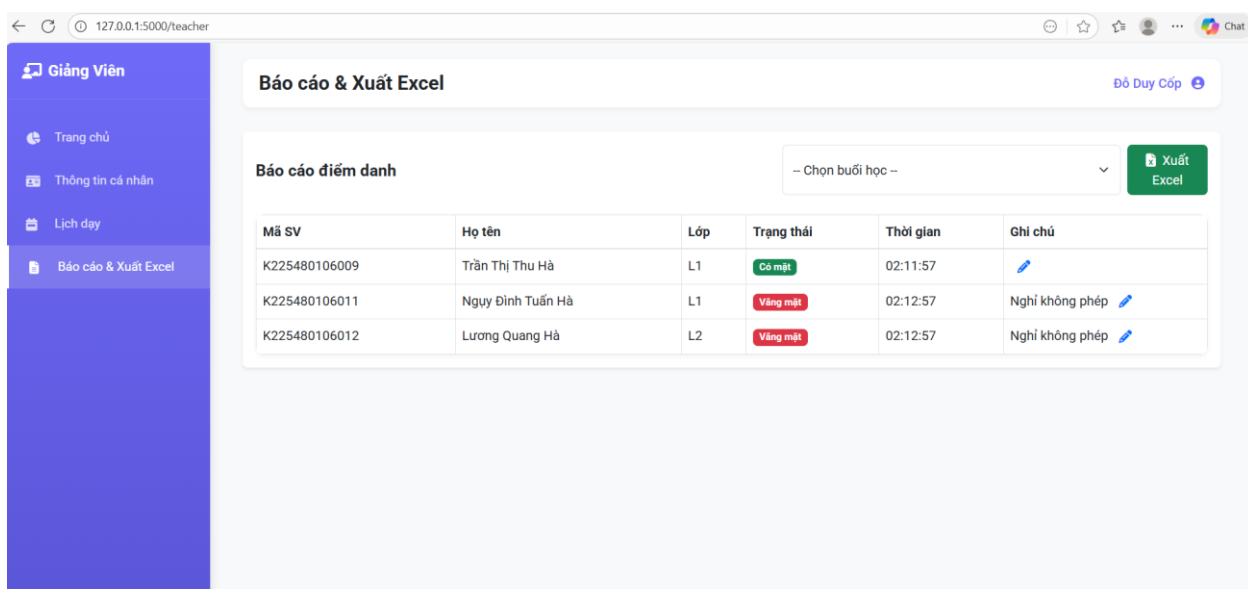 127.0.0.1:5000/teacher
Chat
Giảng Viên
Báo cáo & Xuất Excel
Đỗ Duy Cốp
Trang chủ
Thông tin cá nhân
Lịch dạy
Báo cáo & Xuất Excel
Báo cáo điểm danh
-- Chọn buổi học --
Xuất
Excel
Mã SV Họ tên Lớp Trạng thái Thời gian Ghi chú
K225480106009 Trần Thị Thu Hà L1 Có mặt 02:11:57
K225480106011 Ngụy Đình Tuấn Hà L1 Vắng mặt 02:12:57 Nghỉ không phép
K225480106012 Lương Quang Hà L2 Vắng mặt 02:12:57 Nghỉ không phép